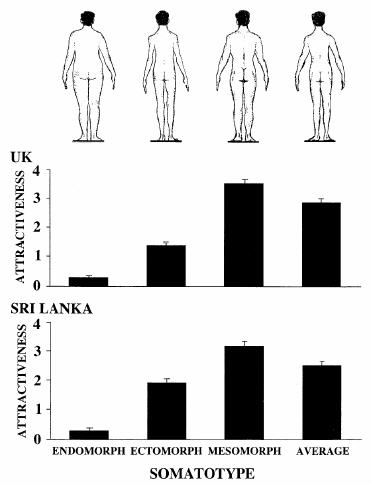 UK
ATTRACTIVENESS
4
3
2
1
0
SRI LANKA
ATTRACTIVENESS
4
3
2
1
0
ENDOMORPH ECTOMORPH MESOMORPH AVERAGE
SOMATOTYPE